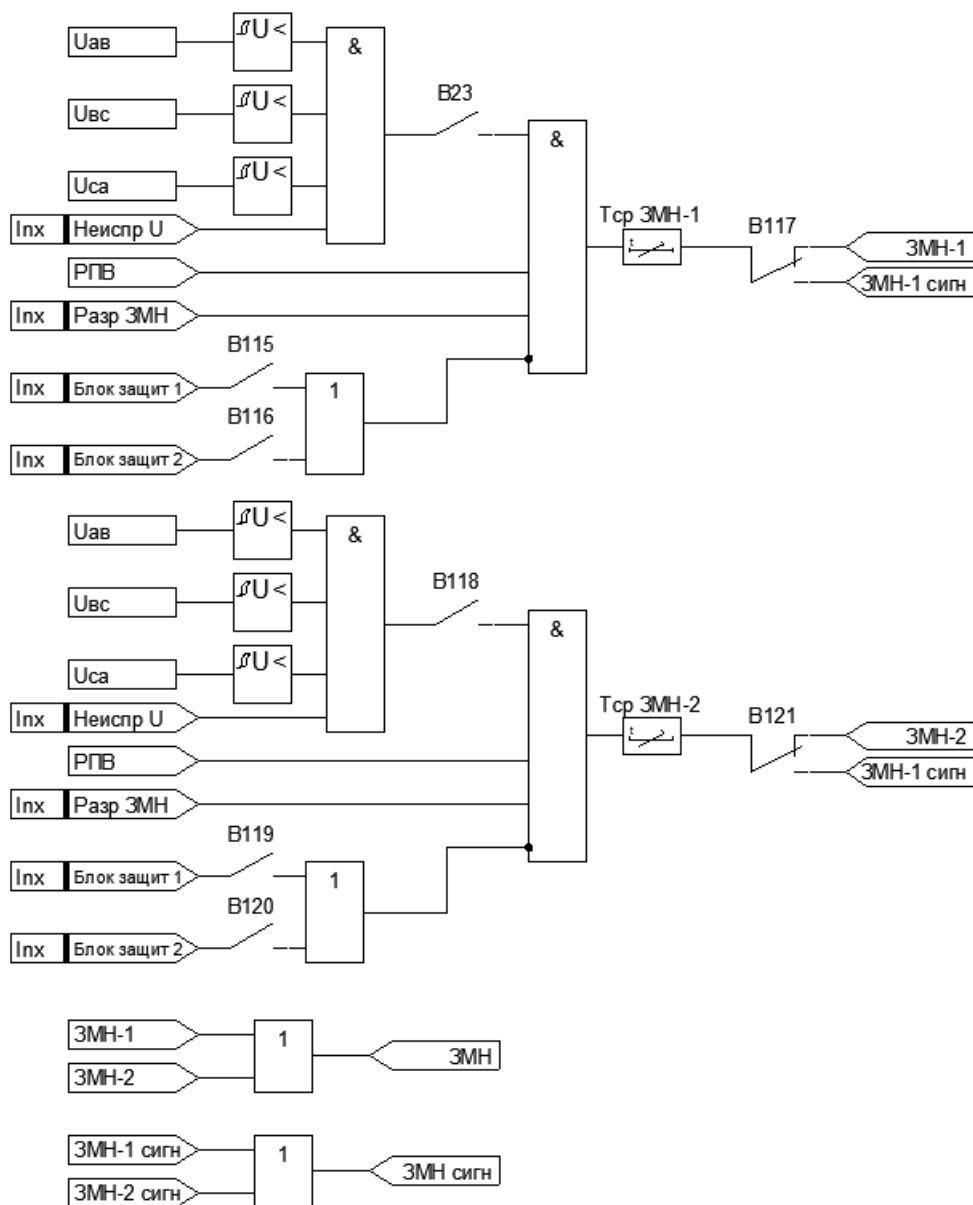 Uав
U <
&
B23
Uвс
U <
&
Uса
U <
Тср ЗМН-1
B117
Inx Неиспр U
ЗМН-1
РПВ
ЗМН-1 сигн
Inx Разр ЗМН
B115
Inx Блок защит 1
1
B116
Inx Блок защит 2
Uав
U <
&
B118
Uвс
U <
&
Uса
U <
Тср ЗМН-2
B121
Inx Неиспр U
ЗМН-2
РПВ
ЗМН-1 сигн
Inx Разр ЗМН
B119
Inx Блок защит 1
1
B120
Inx Блок защит 2
ЗМН-1
1
ЗМН
ЗМН-2
ЗМН-1 сигн
1
ЗМН сигн
ЗМН-2 сигн